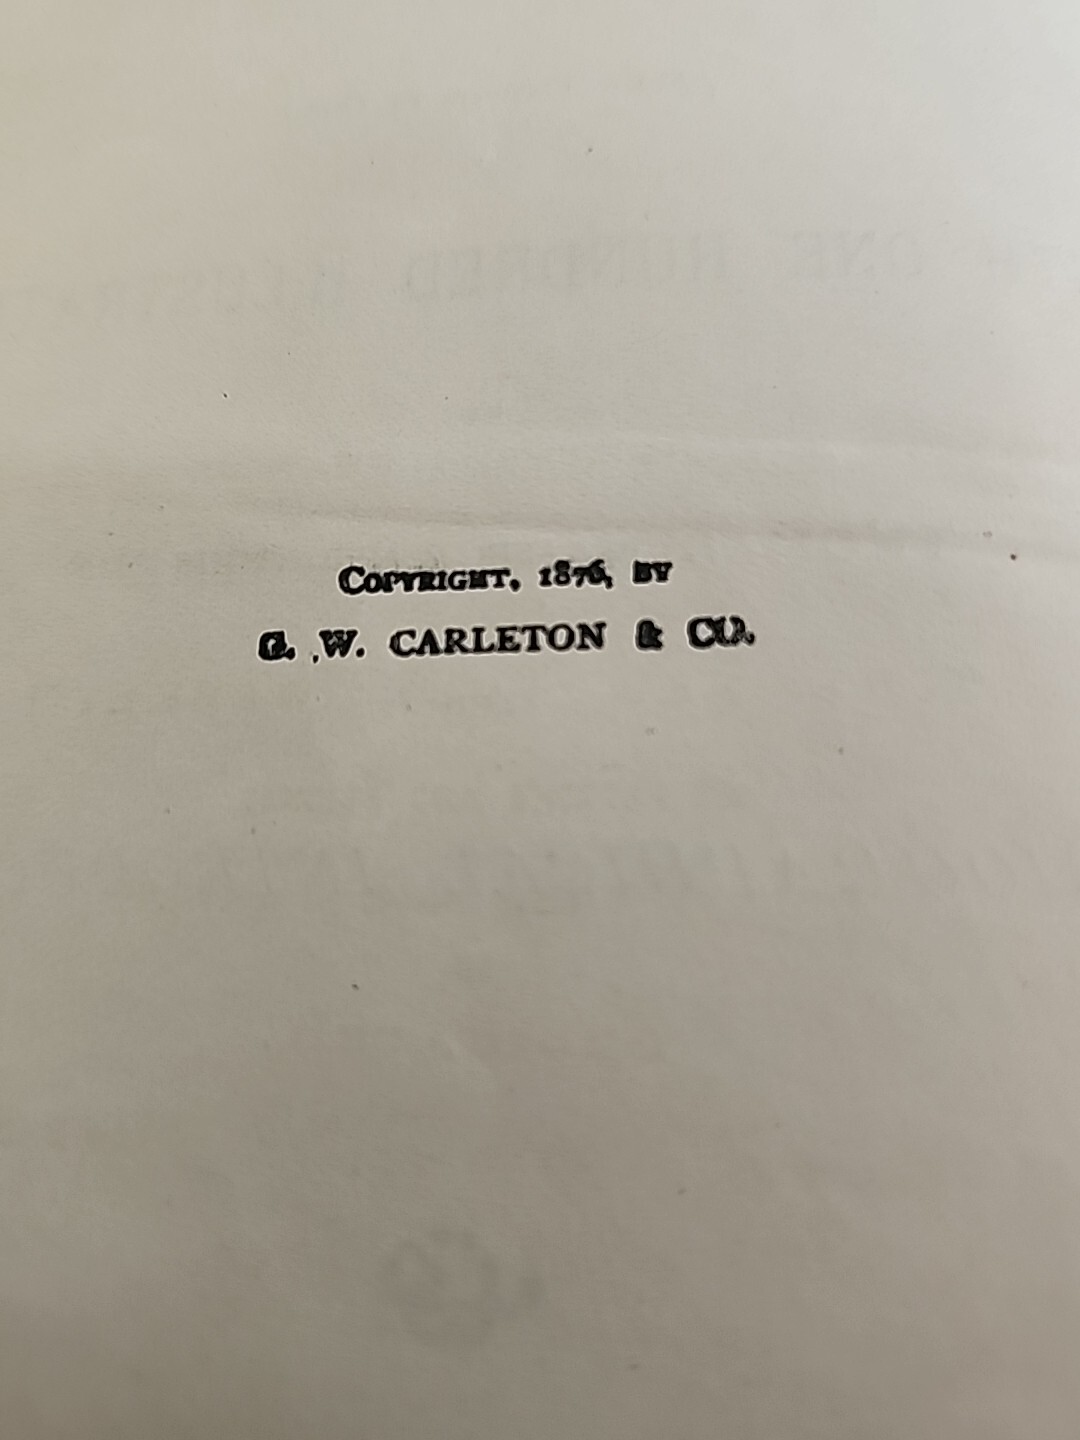 COPYRIGHT, 1876, BY
G. W. CARLETON & CO.